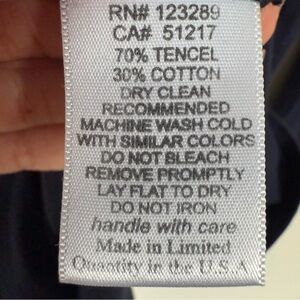 RN# 123289
CA# 51217
70% TENCEL
30% COTTON
DRY CLEAN
RECOMMENDED
MACHINE WASH COLD
WITH SIMILAR COLORS
DO NOT BLEACH
REMOVE PROMPTLY
LAY FLAT TO DRY
DO NOT IRON
handle with care
Made in Limited
Quantity in the U.S.A